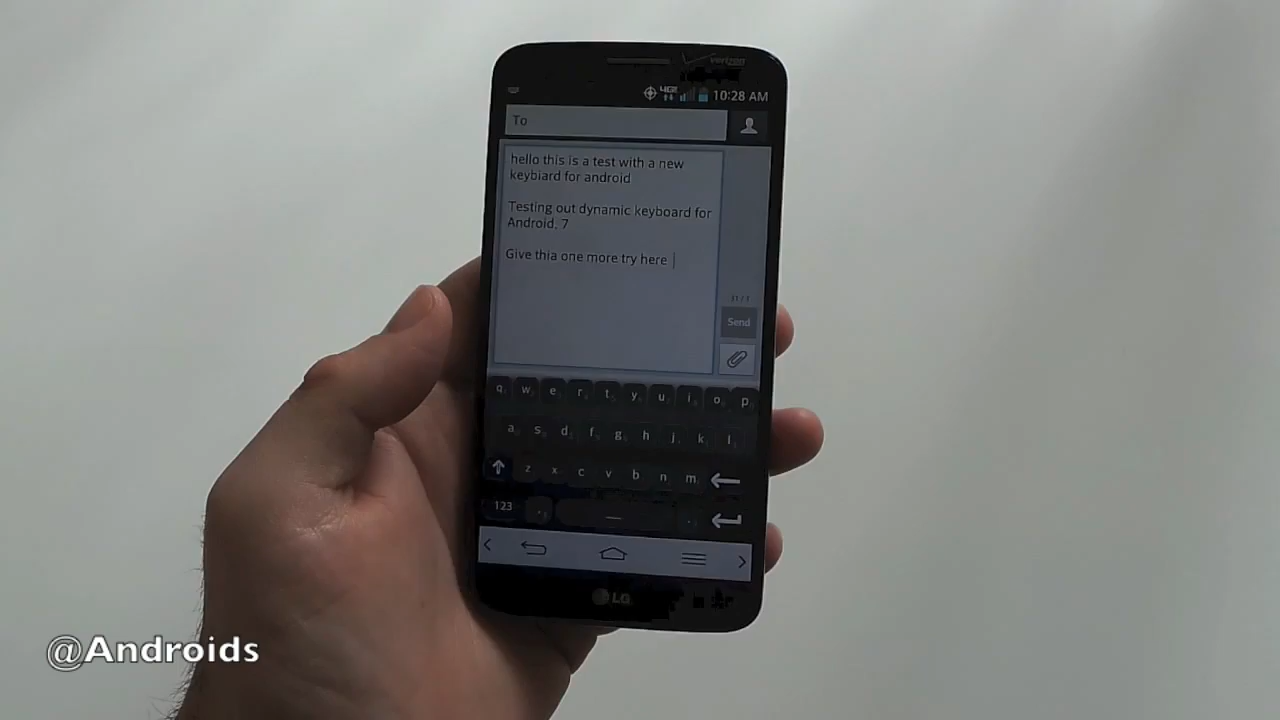 verizon
4GE 10:28 AM
To
hello this is a test with a new
keybiard for android
Testing out dynamic keyboard for
Android, 7
Give thia one more try here
Send
q w e r t y u i o p
a s d f g h j k l
z x c v b n m
123
LG
@Androids